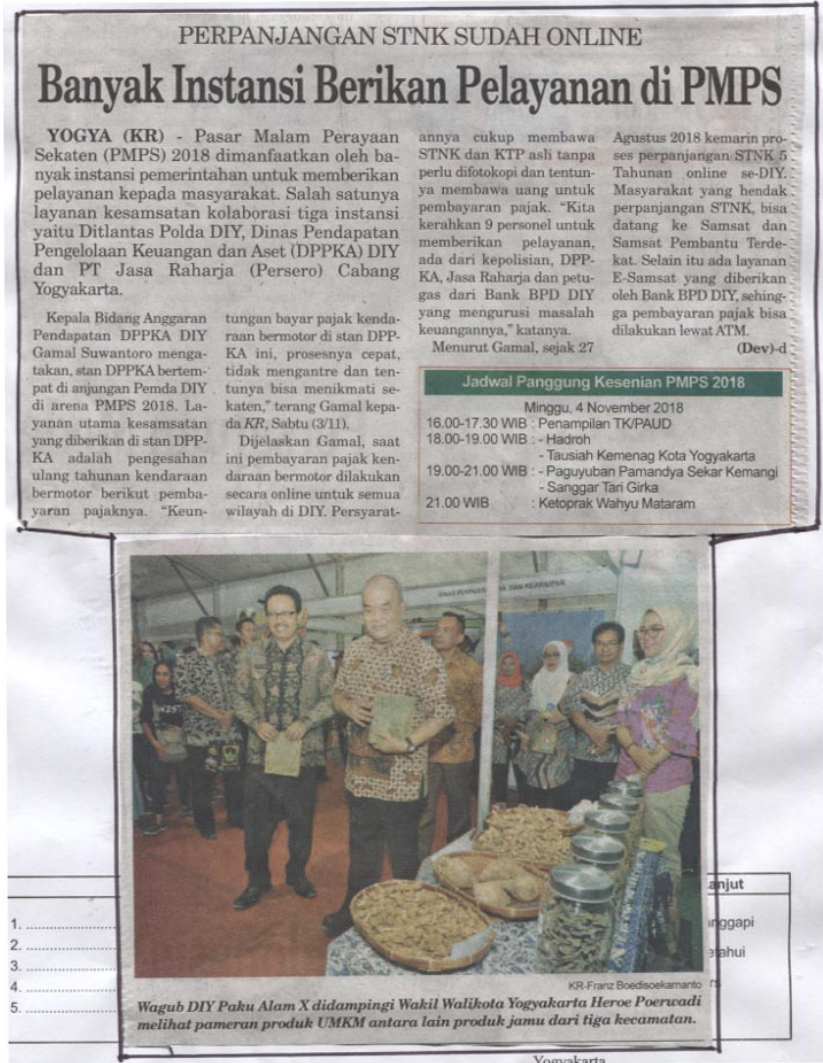 PERPANJANGAN STNK SUDAH ONLINE
Banyak Instansi Berikan Pelayanan di PMPS
YOGYA (KR) - Pasar Malam Perayaan
Sekaten (PMPS) 2018 dimanfaatkan oleh ba-
nyak instansi pemerintahan untuk memberikan
pelayanan kepada masyarakat. Salah satunya
layanan kesamsatan kolaborasi tiga instansi
yaitu Ditlantas Polda DIY, Dinas Pendapatan
Pengelolaan Keuangan dan Aset (DPPKA) DIY
dan PT Jasa Raharja (Persero) Cabang
Yogyakarta.
Kepala Bidang Anggaran
Pendapatan DPPKA DIY
Gamal Suwantoro menga-
takan, stan DPPKA bertem-
pat di anjungan Pemda DIY
di arena PMPS 2018. La-
yanan utama kesamsatan
yang diberikan di stan DPP-
KA adalah pengesahan
ulang tahunan kendaraan
bermotor berikut pemba-
yaran pajaknya. “Keun-
tungan bayar pajak kenda-
raan bermotor di stan DPP-
KA ini, prosesnya cepat,
tidak mengantre dan ten-
tunya bisa menikmati se-
katen,” terang Gamal kepa-
da KR, Sabtu (3/11).
Dijelaskan Gamal, saat
ini pembayaran pajak ken-
daraan bermotor dilakukan
secara online untuk semua
wilayah di DIY. Persyarat-
annya cukup membawa
STNK dan KTP asli tanpa
perlu difotokopi dan tentun-
ya membawa uang untuk
pembayaran pajak. “Kita
kerahkan 9 personel untuk
memberikan pelayanan,
ada dari kepolisian, DPP-
KA, Jasa Raharja dan petu-
gas dari Bank BPD DIY
yang mengurusi masalah
keuangannya,” katanya.
Menurut Gamal, sejak 27
Agustus 2018 kemarin pro-
ses perpanjangan STNK 5
Tahunan online se-DIY.
Masyarakat yang hendak
perpanjangan STNK, bisa
datang ke Samsat dan
Samsat Pembantu Terde-
kat. Selain itu ada layanan
E-Samsat yang diberikan
oleh Bank BPD DIY, sehing-
ga pembayaran pajak bisa
dilakukan lewat ATM.
(Dev)-d
Jadwal Panggung Kesenian PMPS 2018
Minggu, 4 November 2018
16.00-17.30 WIB : Penampilan TK/PAUD
18.00-19.00 WIB : - Hadroh
- Tausiah Kemenag Kota Yogyakarta
19.00-21.00 WIB : - Paguyuban Pamandya Sekar Kemangi
- Sanggar Tari Girka
21.00 WIB : Ketoprak Wahyu Mataram
KR-Franz Boedisoekarnanto
Wagub DIY Paku Alam X didampingi Wakil Walikota Yogyakarta Heroe Poerwadi
melihat pameran produk UMKM antara lain produk jamu dari tiga kecamatan.
anjut
1. ..........................
nggapi
2. ..........................
etahui
3. ..........................
4. ..........................
5. ..........................
Yogyakarta